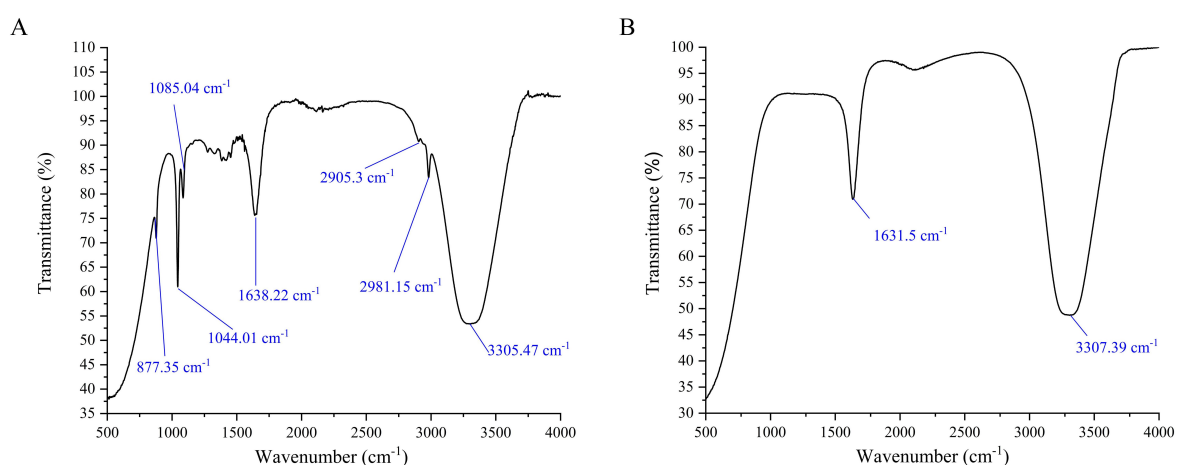 A
110
105
100
95
90
85
80
75
70
65
60
55
50
45
40
35
Transmittance (%)
1085.04 cm-1
2905.3 cm-1
2981.15 cm-1
1638.22 cm-1
1044.01 cm-1
3305.47 cm-1
877.35 cm-1
500 1000 1500 2000 2500 3000 3500 4000
Wavenumber (cm-1)
B
100
95
90
85
80
75
70
65
60
55
50
45
40
35
30
Transmittance (%)
1631.5 cm-1
3307.39 cm-1
500 1000 1500 2000 2500 3000 3500 4000
Wavenumber (cm-1)